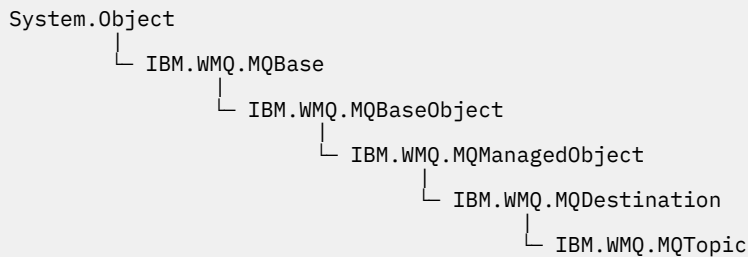 System.Object
IBM.WMQ.MQBase
IBM.WMQ.MQBaseObject
IBM.WMQ.MQManagedObject
IBM.WMQ.MQDestination
IBM.WMQ.MQTopic